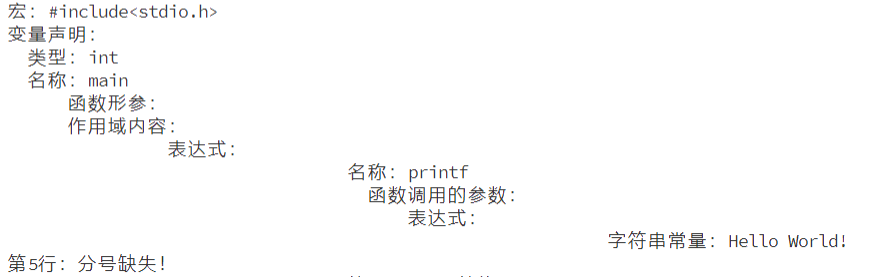 宏: #include<stdio.h>
变量声明:
类型: int
名称: main
函数形参:
作用域内容:
表达式:
名称: printf
函数调用的参数:
表达式:
字符串常量: Hello World!
第5行: 分号缺失!